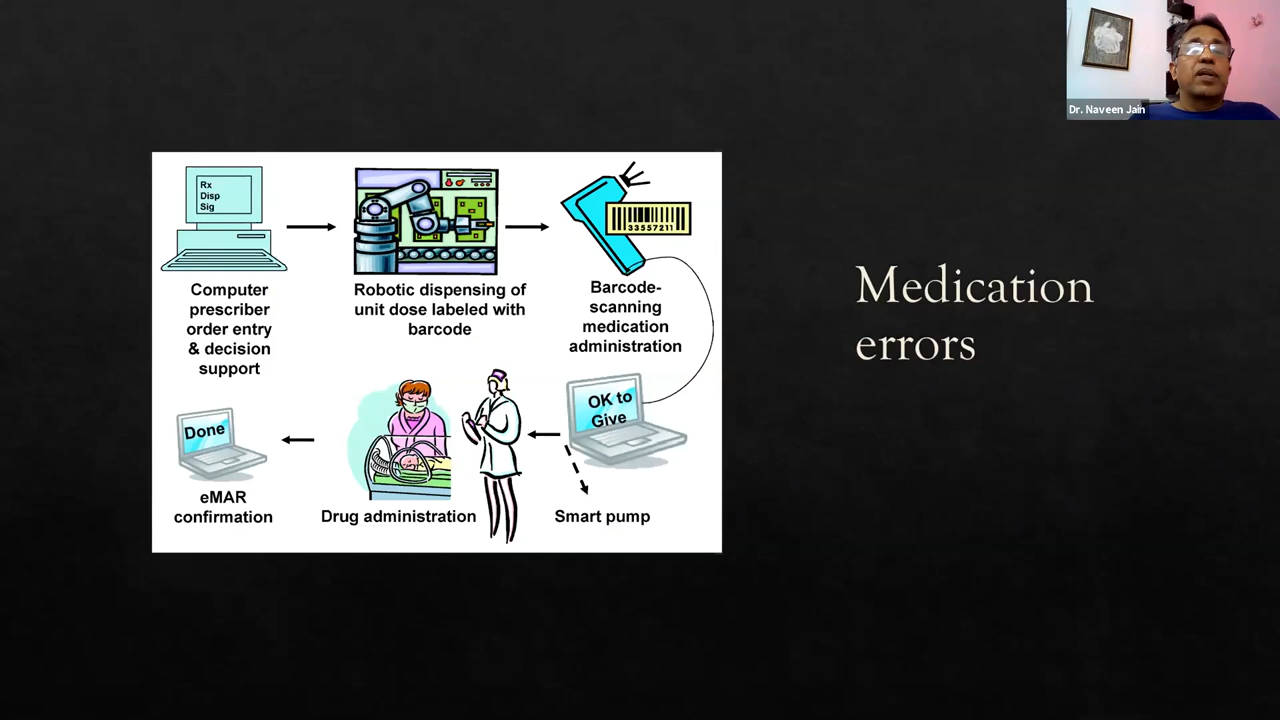 Dr. Naveen Jain
Rx
Disp
Sig
33557211
Computer
prescriber
order entry
& decision
support
Robotic dispensing of
unit dose labeled with
barcode
Barcode-
scanning
medication
administration
Medication
errors
OK to
Give
Done
eMAR
confirmation
Drug administration
Smart pump